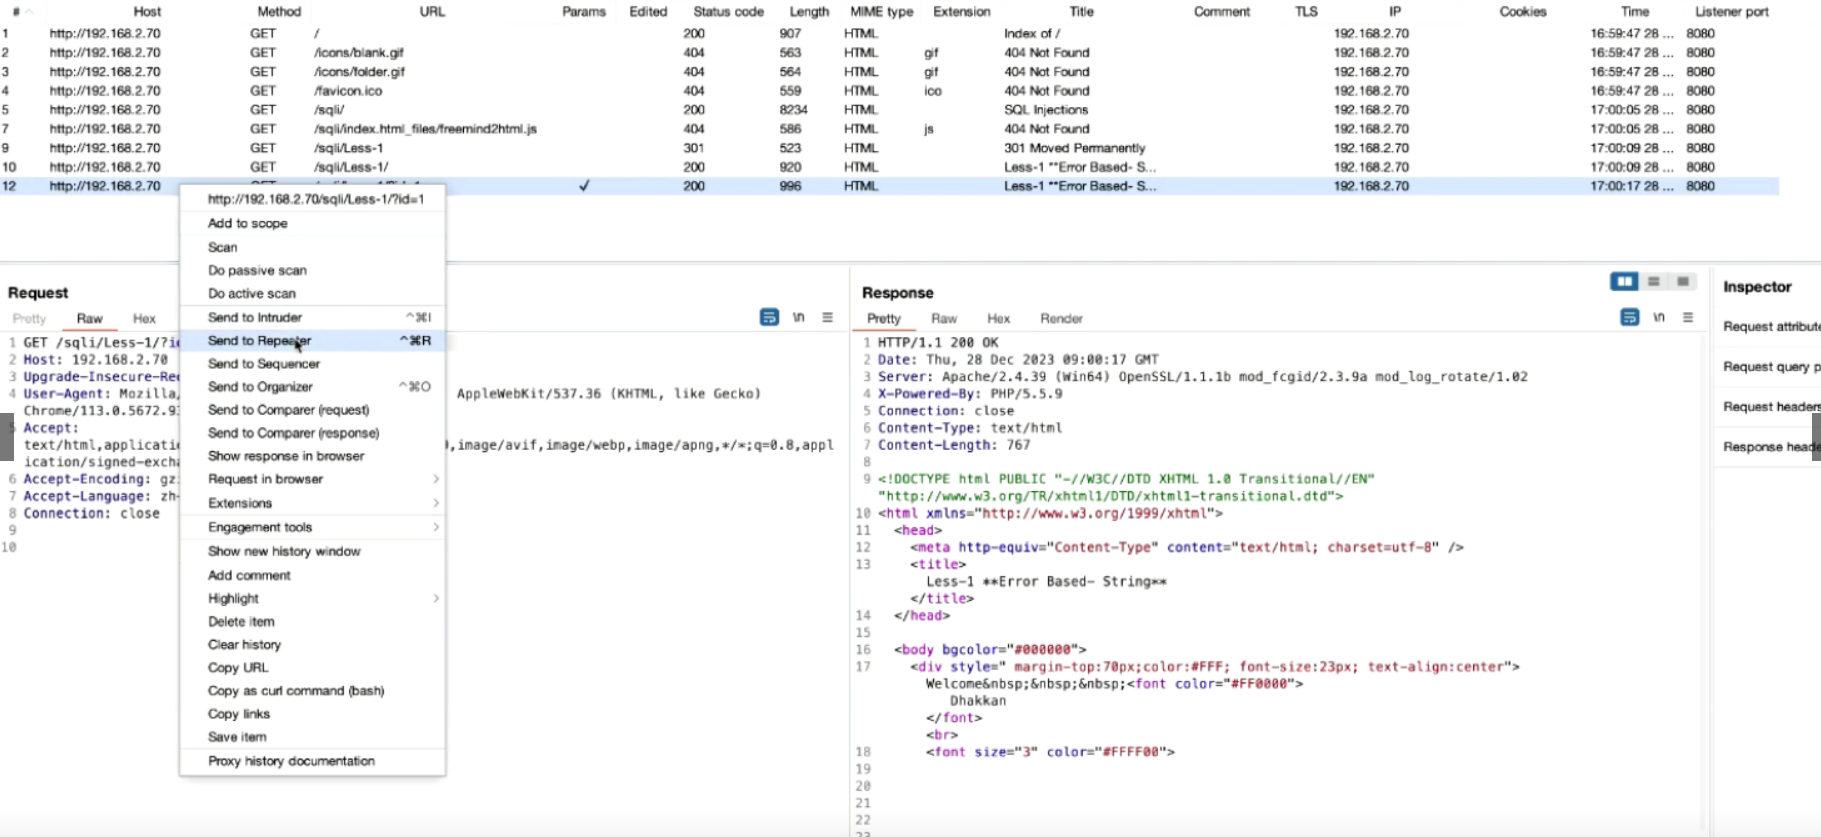 # Host Method URL Params Edited Status code Length MIME type Extension Title Comment TLS IP Cookies Time Listener port
1 http://192.168.2.70 GET / 200 907 HTML Index of / 192.168.2.70 16:59:47 28 ... 8080
2 http://192.168.2.70 GET /icons/blank.gif 404 563 HTML gif 404 Not Found 192.168.2.70 16:59:47 28 ... 8080
3 http://192.168.2.70 GET /icons/folder.gif 404 564 HTML gif 404 Not Found 192.168.2.70 16:59:47 28 ... 8080
4 http://192.168.2.70 GET /favicon.ico 404 559 HTML ico 404 Not Found 192.168.2.70 16:59:47 28 ... 8080
5 http://192.168.2.70 GET /sqli/ 200 8234 HTML SQL Injections 192.168.2.70 17:00:05 28 ... 8080
7 http://192.168.2.70 GET /sqli/index.html_files/freemind2html.js 404 586 HTML js 404 Not Found 192.168.2.70 17:00:05 28 ... 8080
9 http://192.168.2.70 GET /sqli/Less-1 301 523 HTML 301 Moved Permanently 192.168.2.70 17:00:09 28 ... 8080
10 http://192.168.2.70 GET /sqli/Less-1/ 200 920 HTML Less-1 **Error Based- S... 192.168.2.70 17:00:09 28 ... 8080
12 http://192.168.2.70 ✓ 200 996 HTML Less-1 **Error Based- S... 192.168.2.70 17:00:17 28 ... 8080
http://192.168.2.70/sqli/Less-1/?id=1
Add to scope
Scan
Do passive scan
Do active scan
Send to Intruder ^⌘I
Send to Repeater ^⌘R
Send to Sequencer
Send to Organizer ^⌘O
Send to Comparer (request)
Send to Comparer (response)
Show response in browser
Request in browser
Extensions
Engagement tools
Show new history window
Add comment
Highlight
Delete item
Clear history
Copy URL
Copy as curl command (bash)
Copy links
Save item
Proxy history documentation
Request
Pretty Raw Hex \n
1 GET /sqli/Less-1/?i
2 Host: 192.168.2.70
3 Upgrade-Insecure-Re
4 User-Agent: Mozilla, AppleWebKit/537.36 (KHTML, like Gecko)
Chrome/113.0.5672.9
5 Accept:
text/html,applicati ,image/avif,image/webp,image/apng,*/*;q=0.8,appl
ication/signed-exch
6 Accept-Encoding: gz
7 Accept-Language: zh-
8 Connection: close
9
10
Response
Pretty Raw Hex Render \n
1 HTTP/1.1 200 OK
2 Date: Thu, 28 Dec 2023 09:00:17 GMT
3 Server: Apache/2.4.39 (Win64) OpenSSL/1.1.1b mod_fcgid/2.3.9a mod_log_rotate/1.02
4 X-Powered-By: PHP/5.5.9
5 Connection: close
6 Content-Type: text/html
7 Content-Length: 767
8
9 <!DOCTYPE html PUBLIC "-//W3C//DTD XHTML 1.0 Transitional//EN"
"http://www.w3.org/TR/xhtml1/DTD/xhtml1-transitional.dtd">
10 <html xmlns="http://www.w3.org/1999/xhtml">
11 <head>
12 <meta http-equiv="Content-Type" content="text/html; charset=utf-8" />
13 <title>
Less-1 **Error Based- String**
</title>
14 </head>
15
16 <body bgcolor="#000000">
17 <div style=" margin-top:70px;color:#FFF; font-size:23px; text-align:center">
Welcome&nbsp;&nbsp;&nbsp;<font color="#FF0000">
Dhakkan
</font>
<br>
18 <font size="3" color="#FFFF00">
19
20
21
22
Inspector
Request attribute
Request query p
Request headers
Response heade